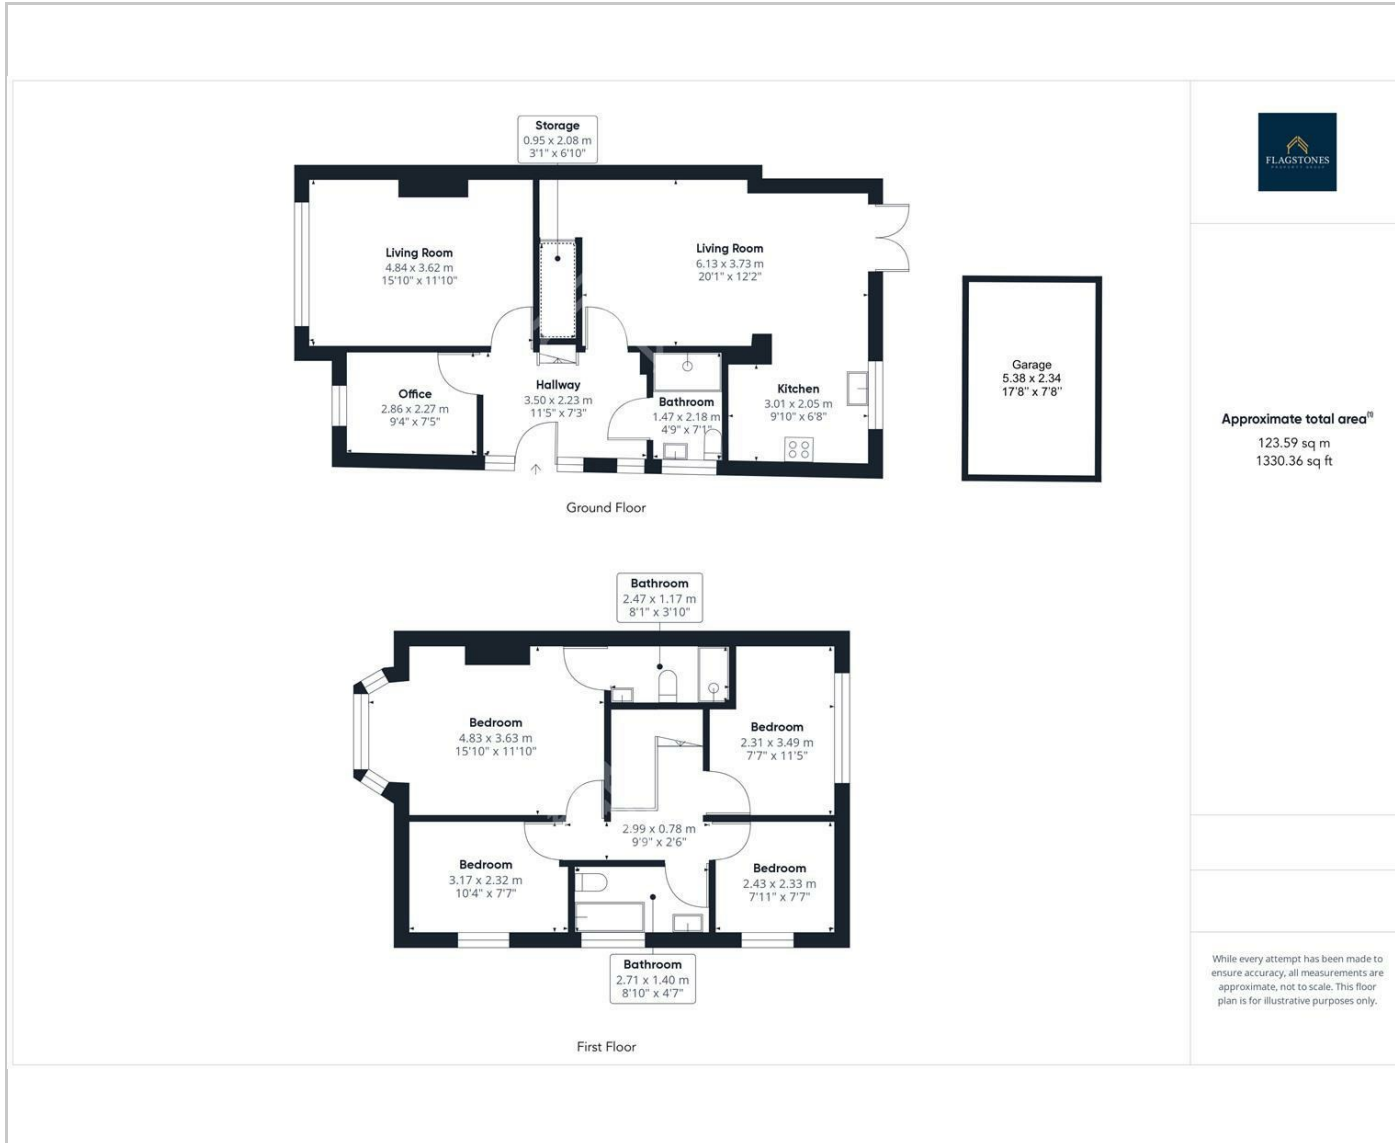 Storage
0.95 x 2.08 m
3'1" x 6'10"
Living Room
4.84 x 3.62 m
15'10" x 11'10"
Living Room
6.13 x 3.73 m
20'1" x 12'2"
Office
2.86 x 2.27 m
9'4" x 7'5"
Hallway
3.50 x 2.23 m
11'5" x 7'3"
Bathroom
1.47 x 2.18 m
4'9" x 7'1"
Kitchen
3.01 x 2.05 m
9'10" x 6'8"
Garage
5.38 x 2.34
17'8" x 7'8''
Ground Floor
Bathroom
2.47 x 1.17 m
8'1" x 3'10"
Bedroom
4.83 x 3.63 m
15'10" x 11'10"
Bedroom
2.31 x 3.49 m
7'7" x 11'5"
2.99 x 0.78 m
9'9" x 2'6"
Bedroom
3.17 x 2.32 m
10'4" x 7'7"
Bedroom
2.43 x 2.33 m
7'11" x 7'7"
Bathroom
2.71 x 1.40 m
8'10" x 4'7"
First Floor
FLAGSTONES
PROPERTY GROUP
Approximate total area(1)
123.59 sq m
1330.36 sq ft
While every attempt has been made to
ensure accuracy, all measurements are
approximate, not to scale. This floor
plan is for illustrative purposes only.